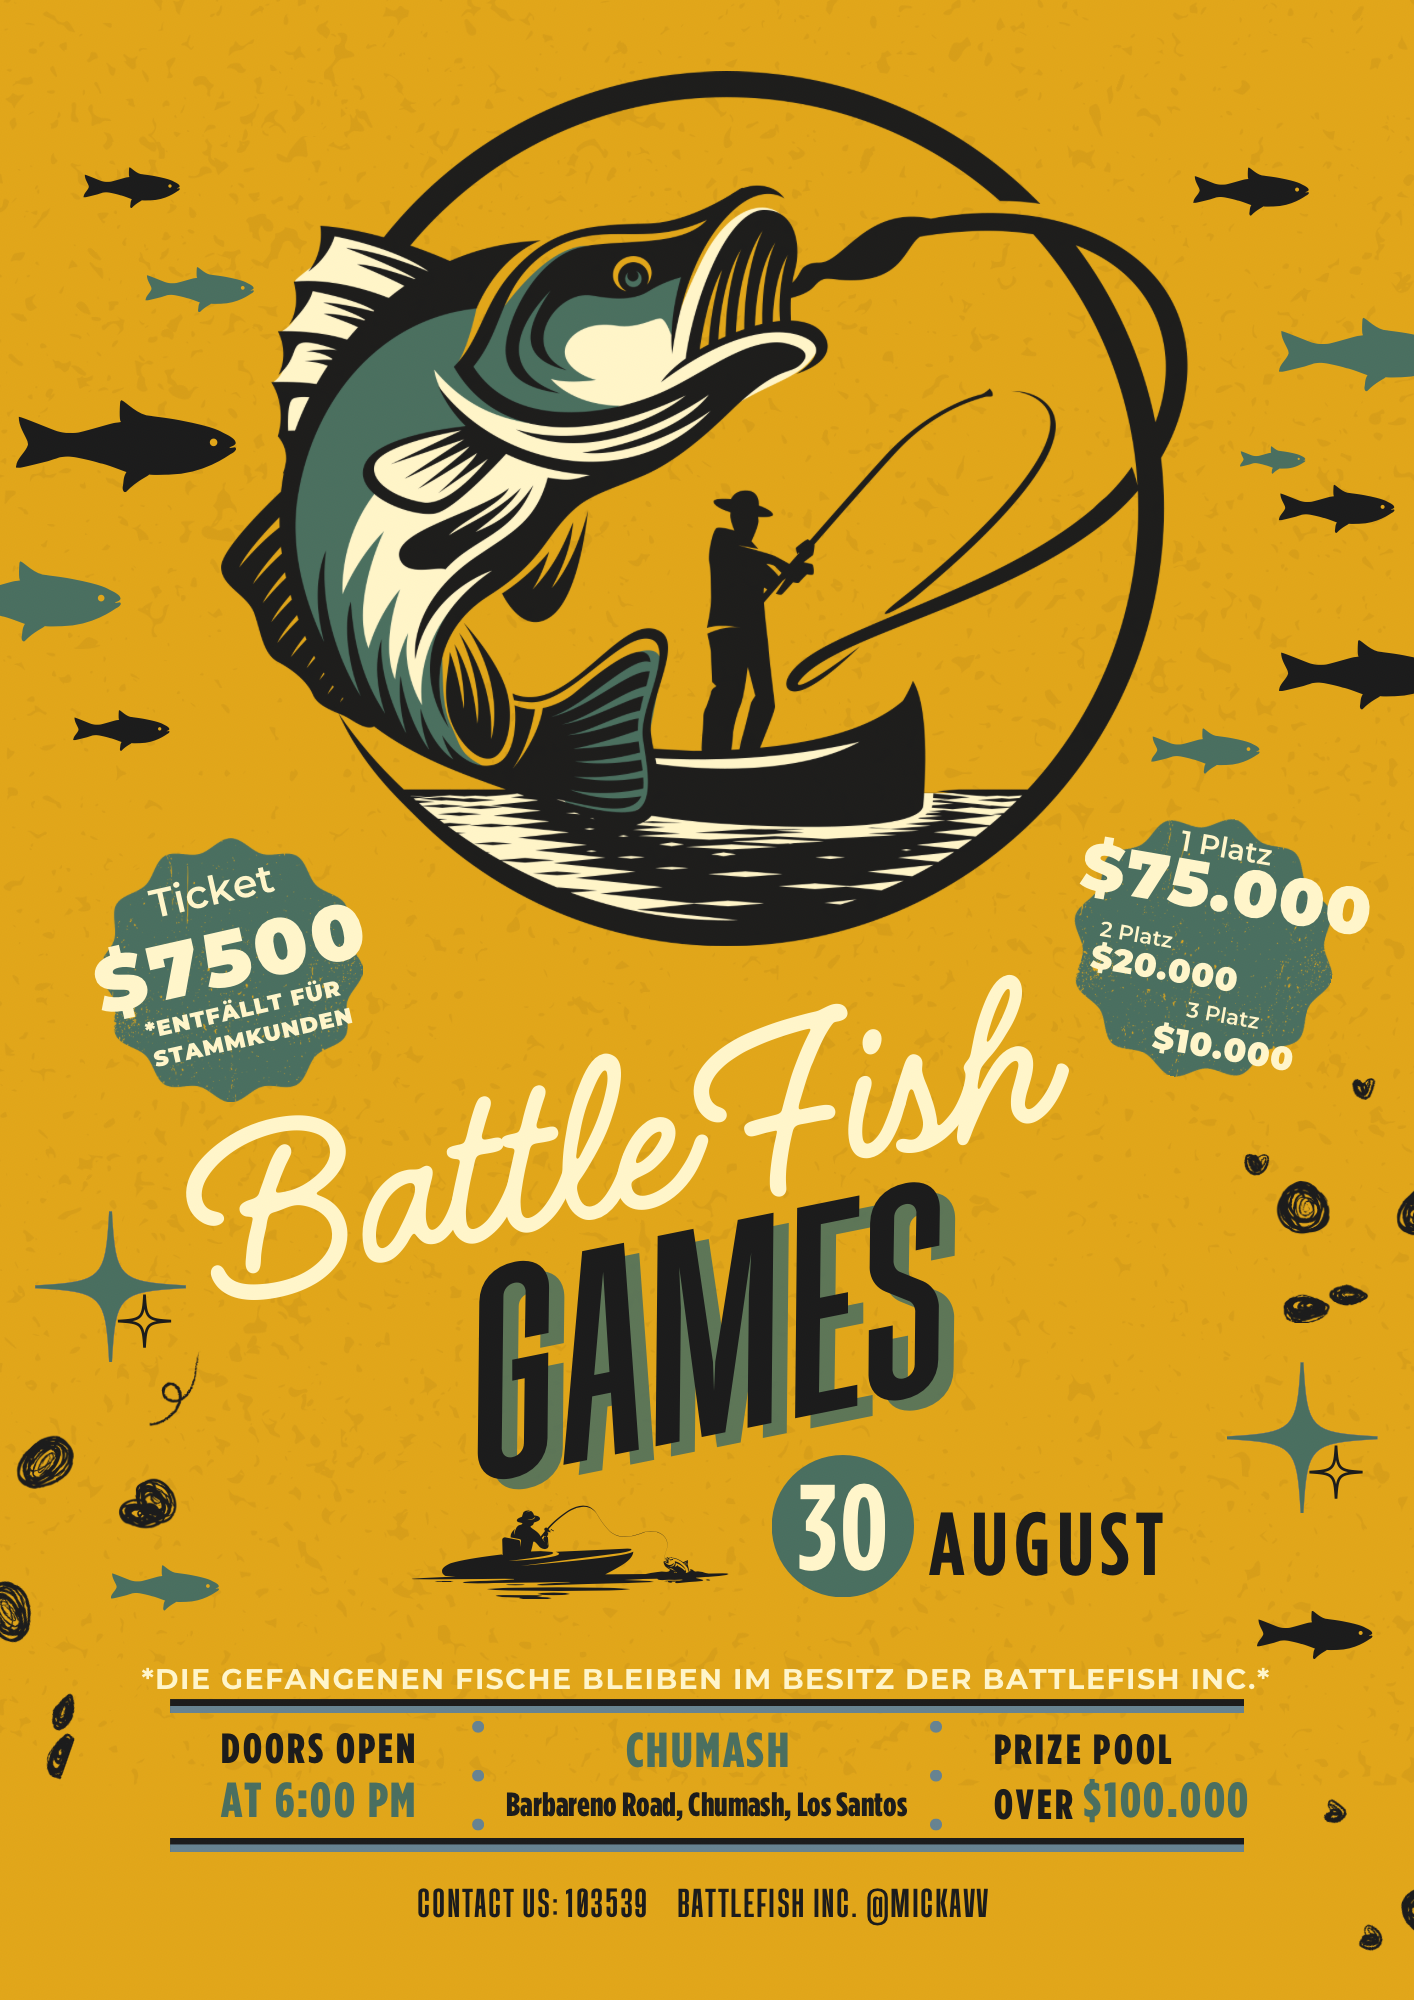 Ticket
$7500
*ENTFÄLLT FÜR
STAMMKUNDEN
1 Platz
$75.000
2 Platz
$20.000
3 Platz
$10.000
Battle Fish
GAMES
30 AUGUST
*DIE GEFANGENEN FISCHE BLEIBEN IM BESITZ DER BATTLEFISH INC.*
DOORS OPEN
AT 6:00 PM
CHUMASH
Barbareno Road, Chumash, Los Santos
PRIZE POOL
OVER $100.000
CONTACT US: 103539 BATTLEFISH INC. @MICKAVV